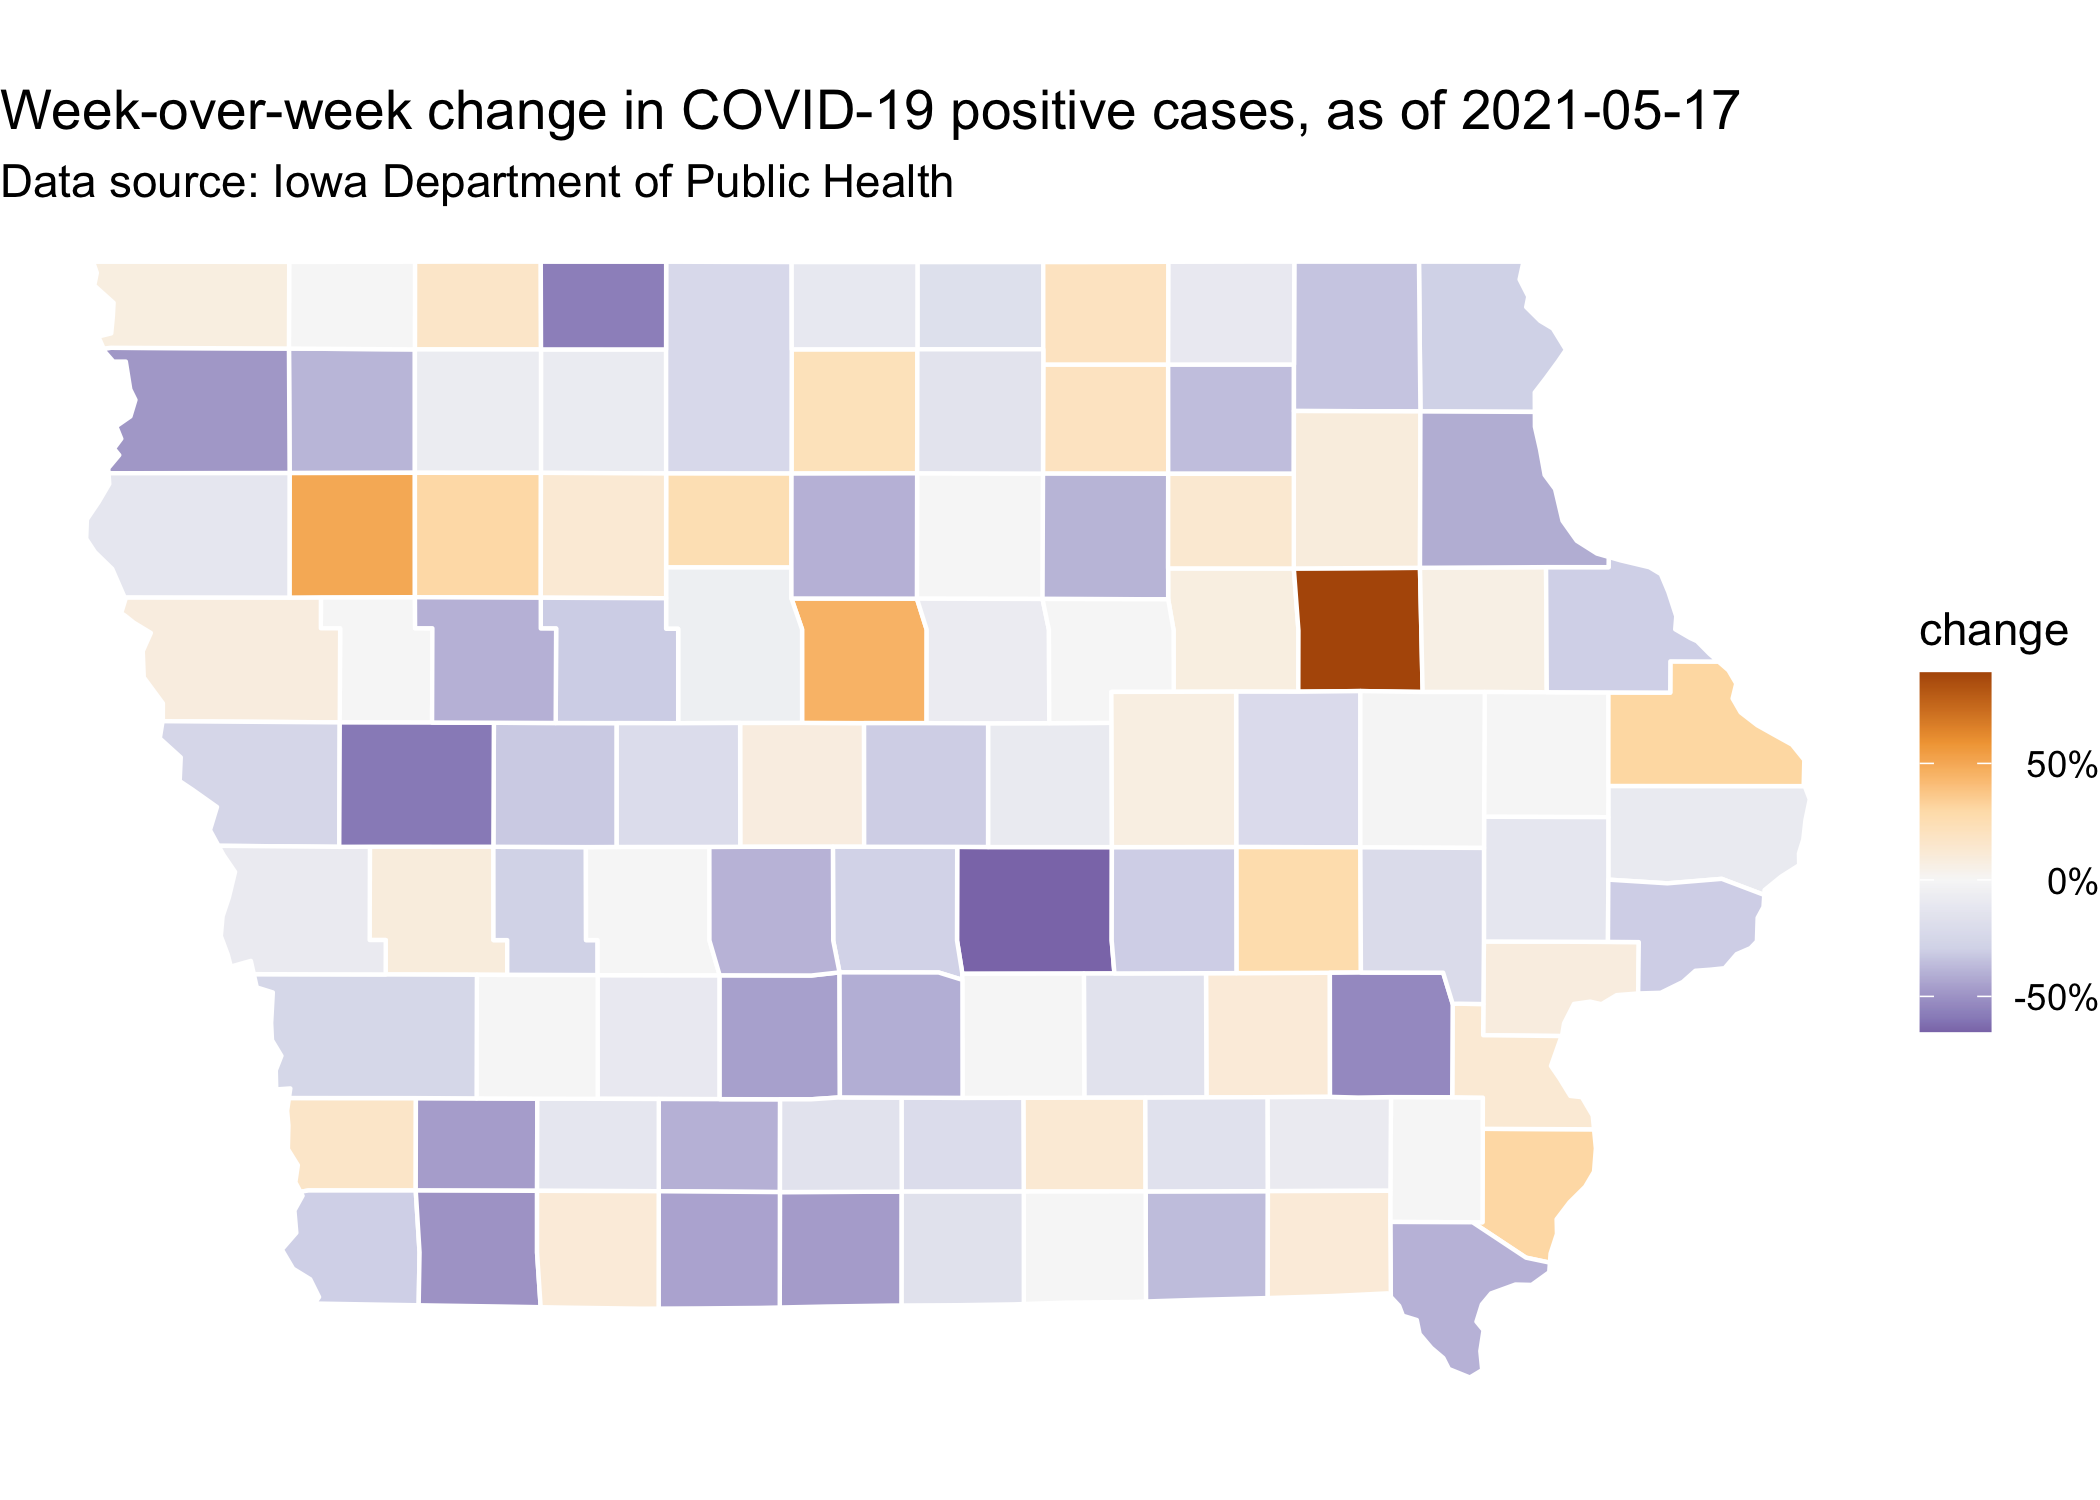 Week-over-week change in COVID-19 positive cases, as of 2021-05-17
Data source: Iowa Department of Public Health
change
50%
0%
-50%